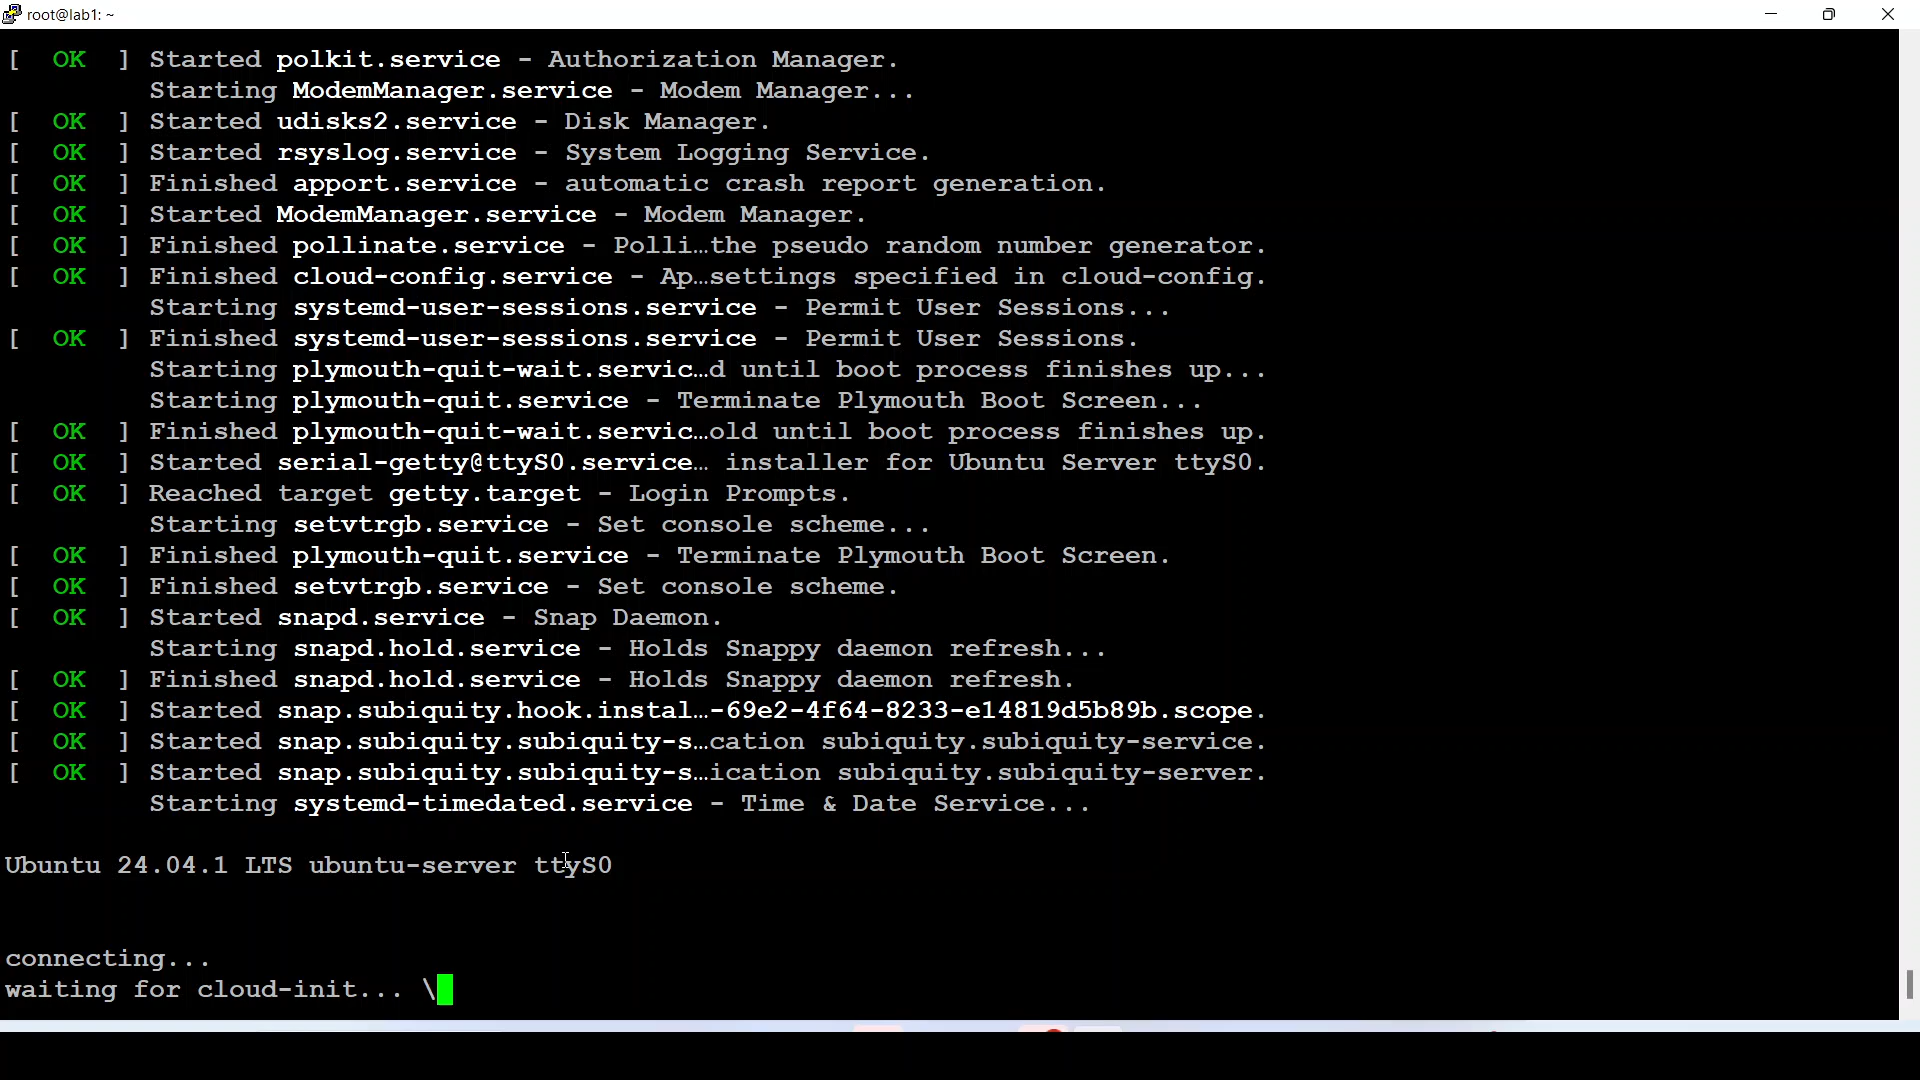 root@lab1: ~
[ OK ] Started polkit.service - Authorization Manager.
Starting ModemManager.service - Modem Manager...
[ OK ] Started udisks2.service - Disk Manager.
[ OK ] Started rsyslog.service - System Logging Service.
[ OK ] Finished apport.service - automatic crash report generation.
[ OK ] Started ModemManager.service - Modem Manager.
[ OK ] Finished pollinate.service - Polli…the pseudo random number generator.
[ OK ] Finished cloud-config.service - Ap…settings specified in cloud-config.
Starting systemd-user-sessions.service - Permit User Sessions...
[ OK ] Finished systemd-user-sessions.service - Permit User Sessions.
Starting plymouth-quit-wait.servic…d until boot process finishes up...
Starting plymouth-quit.service - Terminate Plymouth Boot Screen...
[ OK ] Finished plymouth-quit-wait.servic…old until boot process finishes up.
[ OK ] Started serial-getty@ttyS0.service… installer for Ubuntu Server ttyS0.
[ OK ] Reached target getty.target - Login Prompts.
Starting setvtrgb.service - Set console scheme...
[ OK ] Finished plymouth-quit.service - Terminate Plymouth Boot Screen.
[ OK ] Finished setvtrgb.service - Set console scheme.
[ OK ] Started snapd.service - Snap Daemon.
Starting snapd.hold.service - Holds Snappy daemon refresh...
[ OK ] Finished snapd.hold.service - Holds Snappy daemon refresh.
[ OK ] Started snap.subiquity.hook.instal…-69e2-4f64-8233-e14819d5b89b.scope.
[ OK ] Started snap.subiquity.subiquity-s…cation subiquity.subiquity-service.
[ OK ] Started snap.subiquity.subiquity-s…ication subiquity.subiquity-server.
Starting systemd-timedated.service - Time & Date Service...
Ubuntu 24.04.1 LTS ubuntu-server ttyS0
connecting...
waiting for cloud-init... \